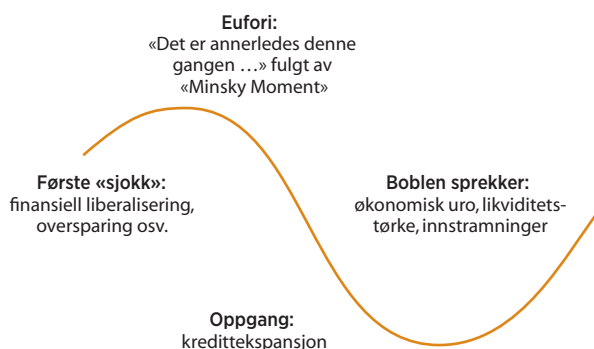 Eufori:
«Det er annerledes denne
gangen …» fulgt av
«Minsky Moment»
Første «sjokk»:
finansiell liberalisering,
oversparing osv.
Boblen sprekker:
økonomisk uro, likviditets-
tørke, innstramninger
Oppgang:
kredittekspansjon